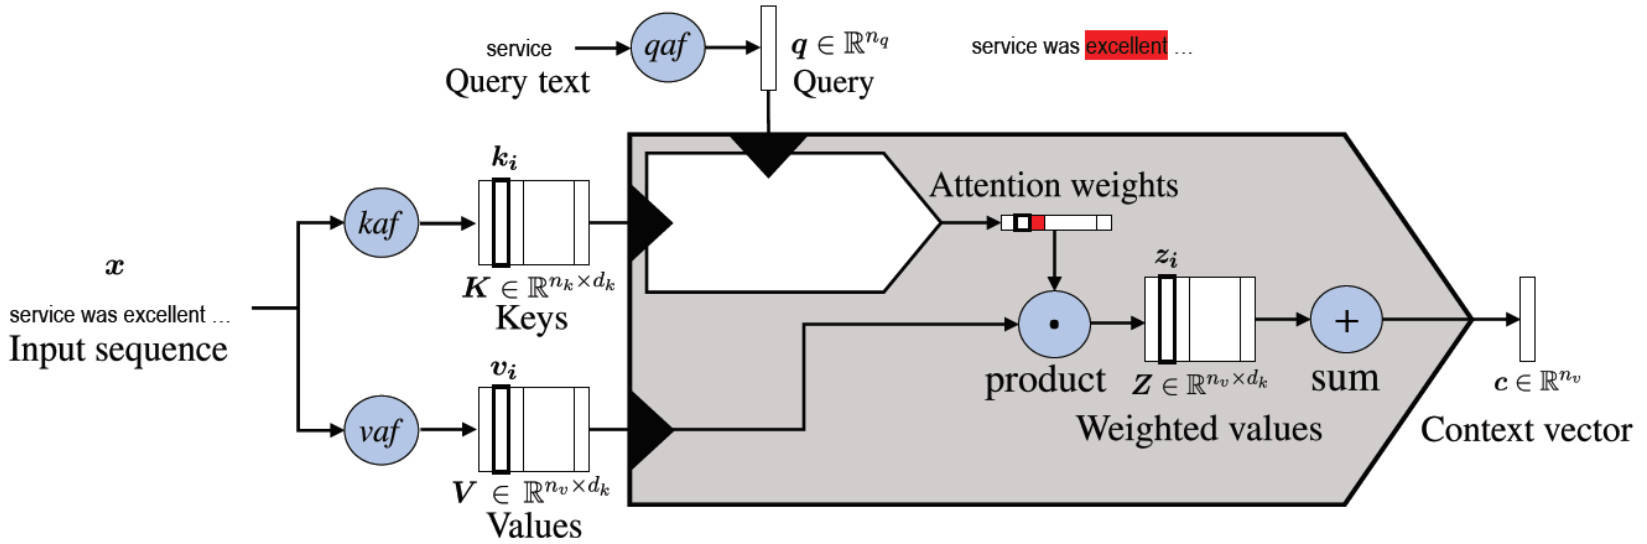 service
Query text
qaf
q ∈ ℝ^{n_q}
Query
service was excellent ...
k_i
kaf
K ∈ ℝ^{n_k×d_k}
Keys
x
service was excellent ...
Input sequence
v_i
vaf
V ∈ ℝ^{n_v×d_k}
Values
Attention weights
product
z_i
Z ∈ ℝ^{n_v×d_k}
Weighted values
+
sum
c ∈ ℝ^{n_v}
Context vector